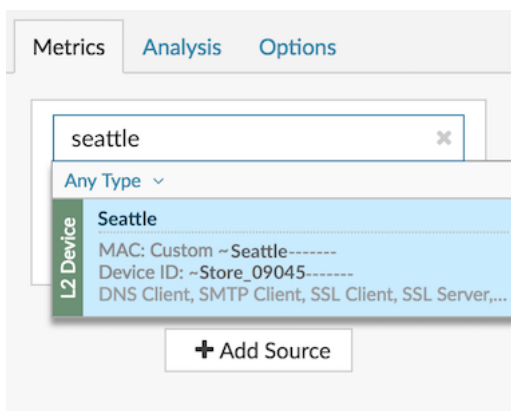 Metrics Analysis Options
seattle
Any Type
L2 Device
Seattle
MAC: Custom ~Seattle-------
Device ID: ~Store_09045-------
DNS Client, SMTP Client, SSL Client, SSL Server,...
+ Add Source